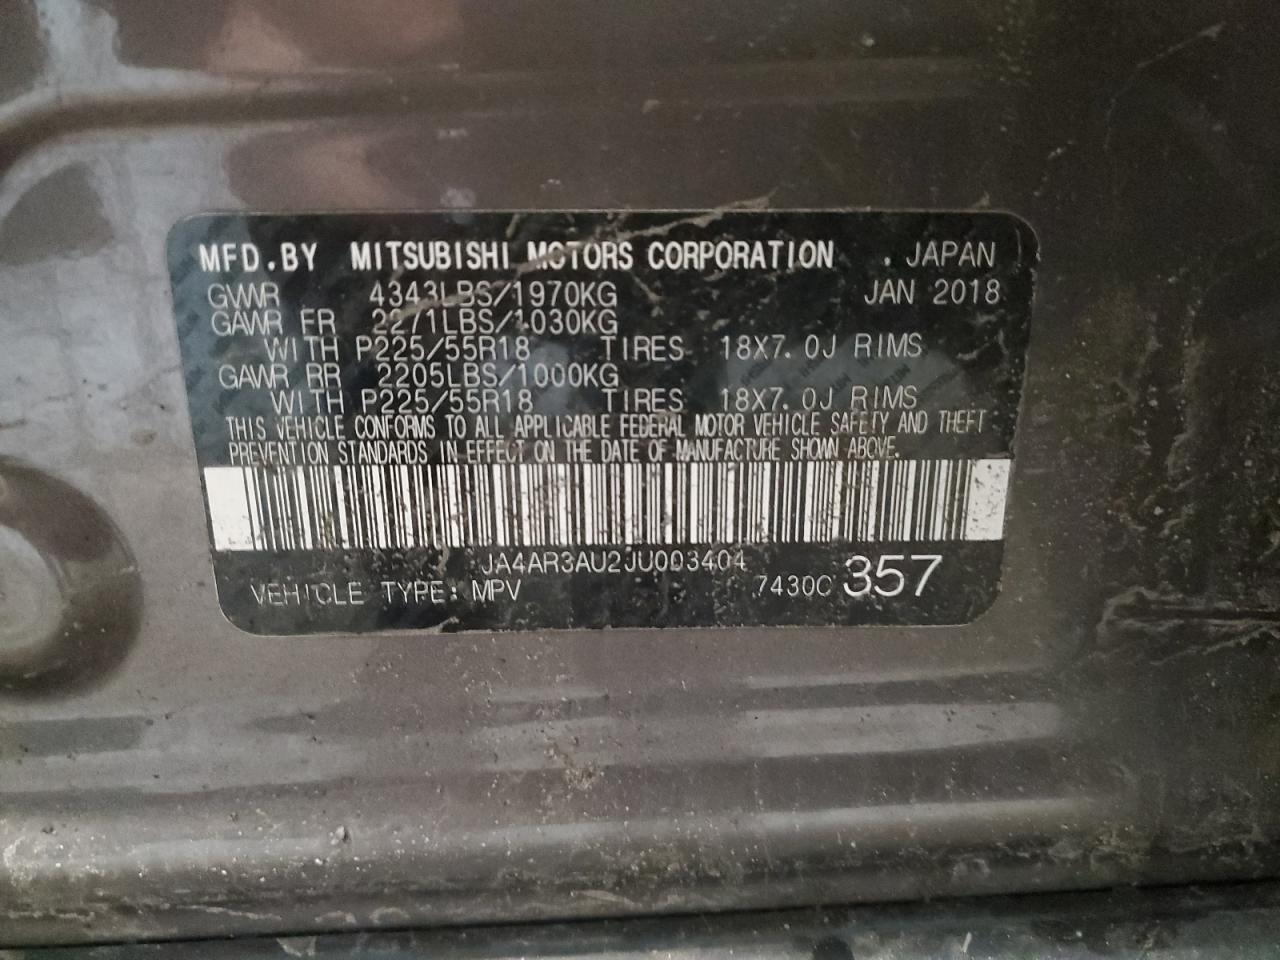 MFD.BY MITSUBISHI MOTORS CORPORATION . JAPAN
GVWR 4343LBS/1970KG JAN 2018
GAWR FR 2271LBS/1030KG
WITH P225/55R18 TIRES 18X7.0J RIMS
GAWR RR 2205LBS/1000KG
WITH P225/55R18 TIRES 18X7.0J RIMS
THIS VEHICLE CONFORMS TO ALL APPLICABLE FEDERAL MOTOR VEHICLE SAFETY AND THEFT
PREVENTION STANDARDS IN EFFECT ON THE DATE OF MANUFACTURE SHOWN ABOVE.
JA4AR3AU2JU003404
VEHICLE TYPE: MPV 7430C 357